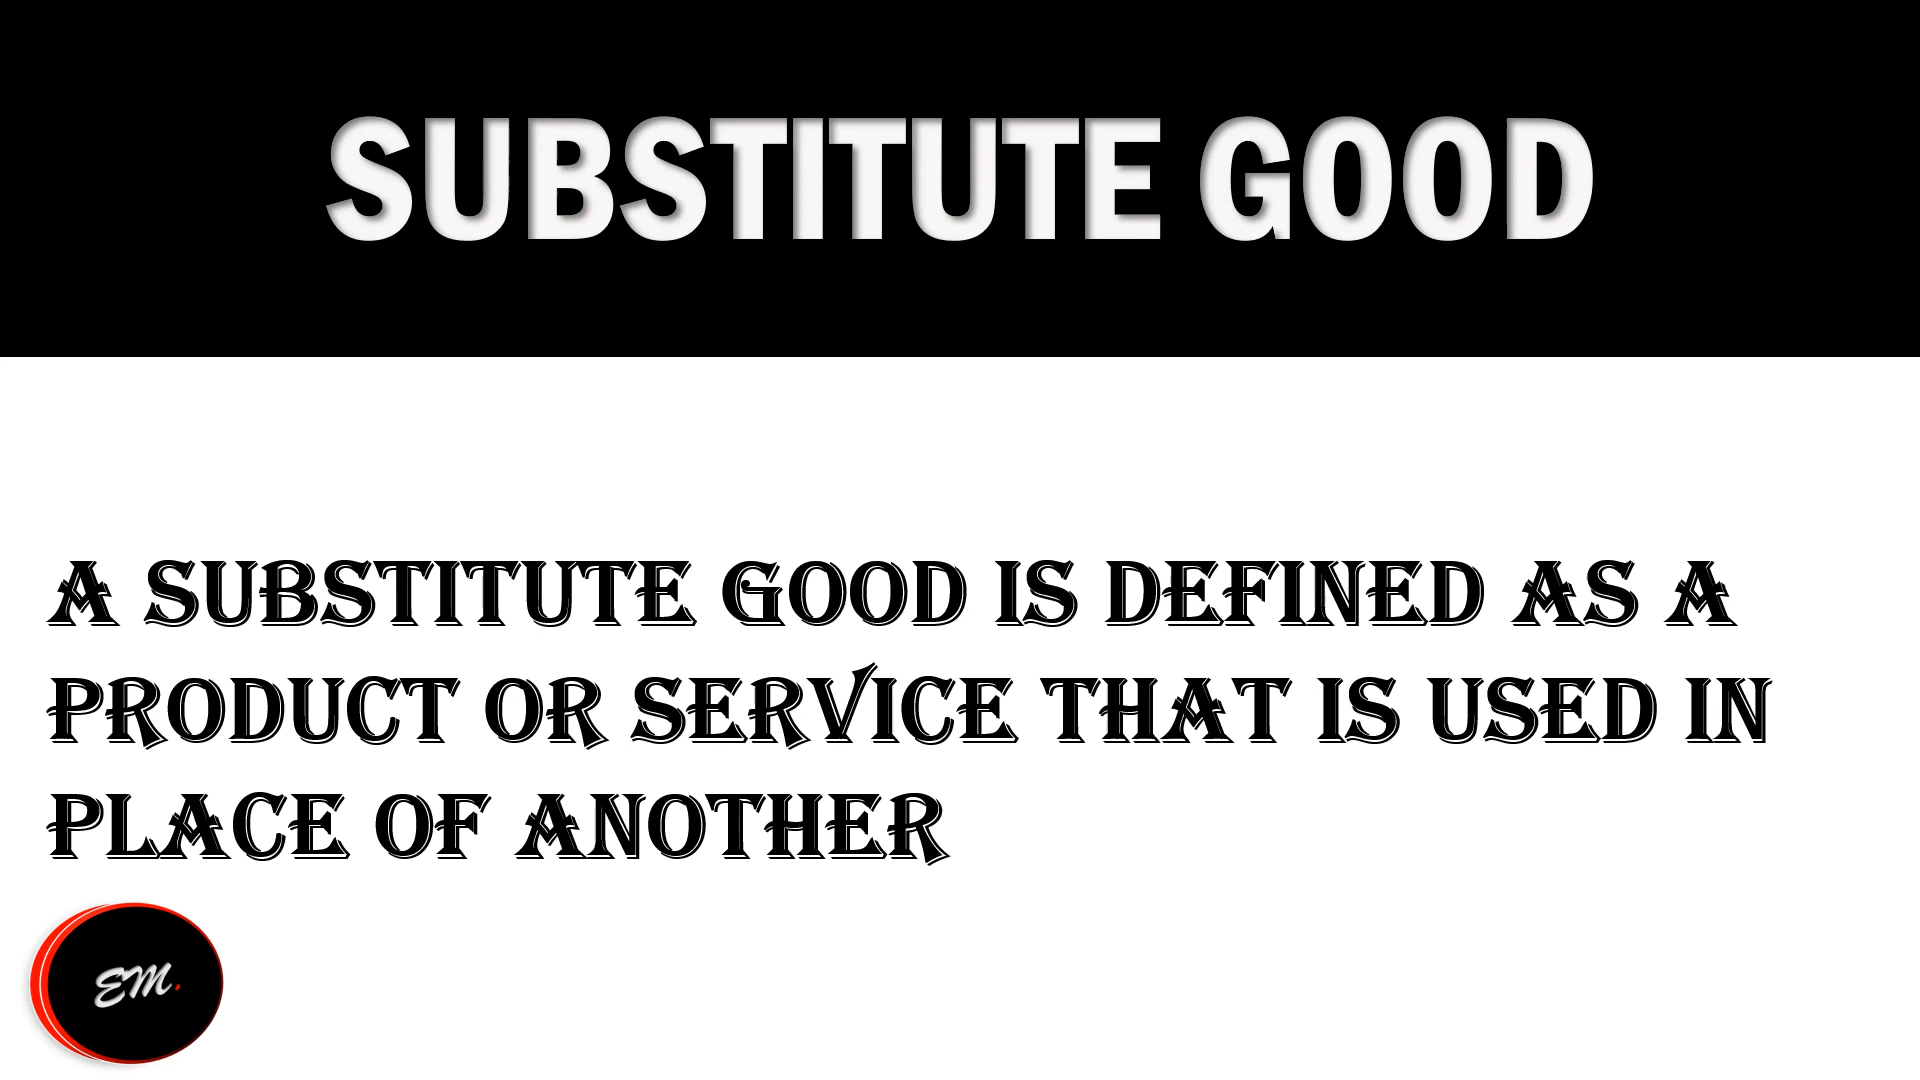 SUBSTITUTE GOOD
A SUBSTITUTE GOOD IS DEFINED AS A
PRODUCT OR SERVICE THAT IS USED IN
PLACE OF ANOTHER
EM.